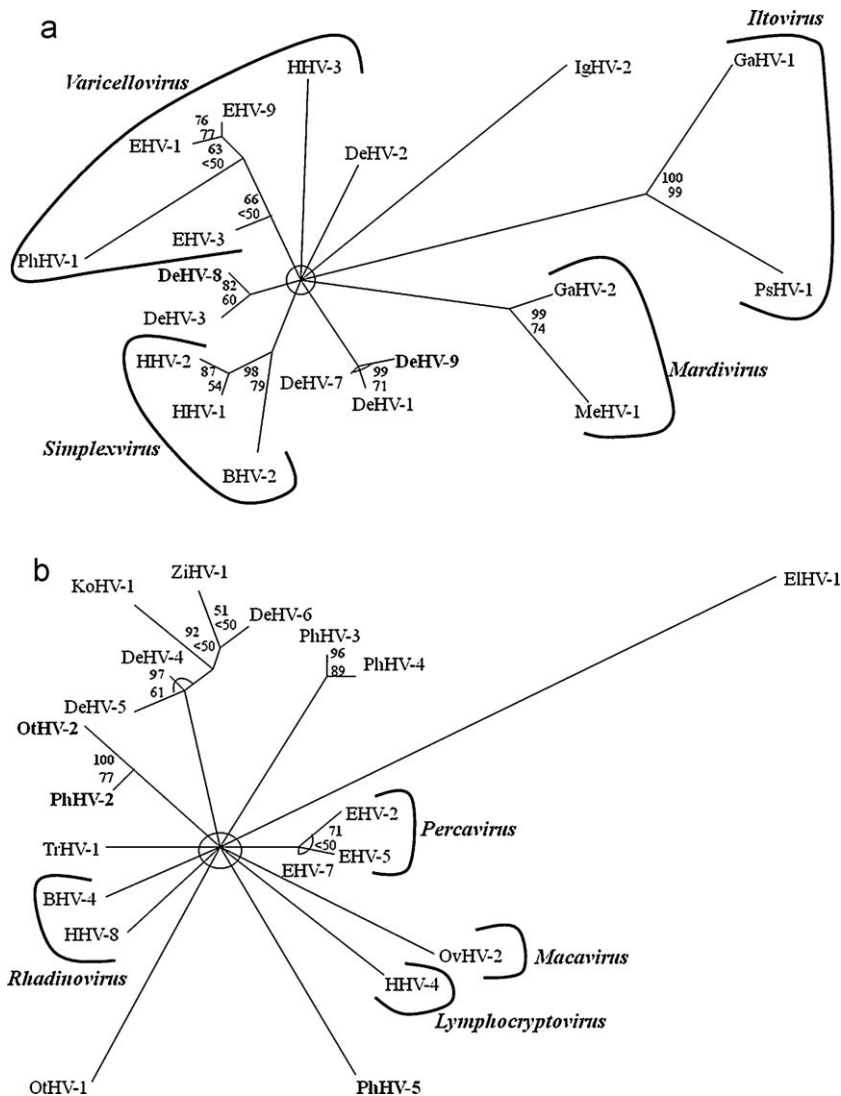 a
Iltovirus
Varicellovirus
HHV-3
IgHV-2
GaHV-1
EHV-9
76
77
EHV-1
63
<50
DeHV-2
100
99
66
<50
EHV-3
PhHV-1
DeHV-8
82
60
DeHV-3
GaHV-2
PsHV-1
99
74
HHV-2
87
54
98
79
HHV-1
DeHV-9
DeHV-7
99
71
DeHV-1
Mardivirus
MeHV-1
Simplexvirus
BHV-2
b
ZiHV-1
KoHV-1
ElHV-1
51
<50
DeHV-6
92
<50
PhHV-3
96
89
PhHV-4
DeHV-4
97
61
DeHV-5
OtHV-2
100
77
PhHV-2
EHV-2
71
<50
EHV-5
EHV-7
Percavirus
TrHV-1
BHV-4
HHV-8
Rhadinovirus
OvHV-2
Macavirus
HHV-4
Lymphocryptovirus
OtHV-1
PhHV-5